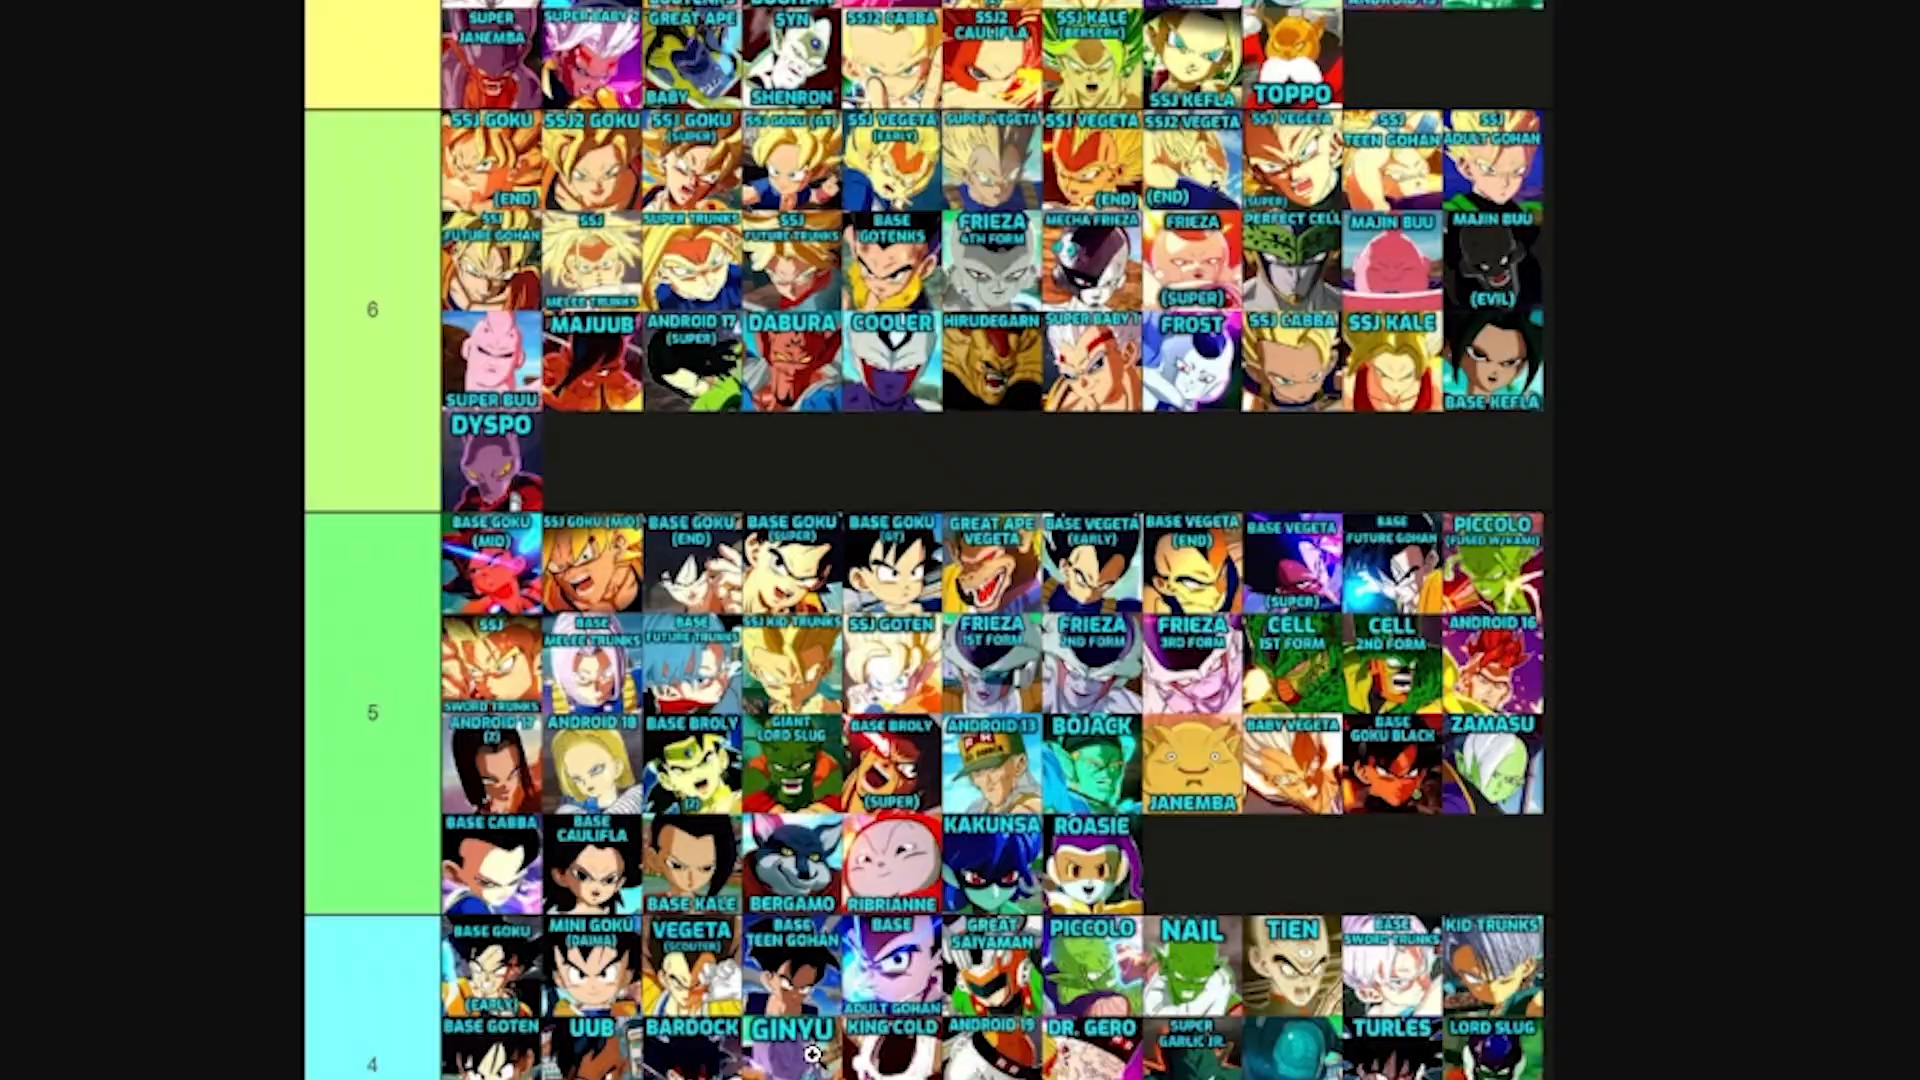 ANDROID 13
SUPER JANEMBA
SUPER BABY 2
GREAT APE BABY
SYN SHENRON
SSJ2 CABBA
SSJ2 CAULIFLA
SSJ KALE (BERSERK)
SSJ KEFLA
TOPPO
6
SSJ GOKU (END)
SSJ2 GOKU
SSJ GOKU (SUPER)
SSJ GOKU (GT)
SSJ VEGETA (EARLY)
SUPER VEGETA
SSJ VEGETA (END)
SSJ2 VEGETA (END)
SSJ VEGETA (SUPER)
SSJ TEEN GOHAN
SSJ ADULT GOHAN
SSJ FUTURE GOHAN
SSJ MELEE TRUNKS
SUPER TRUNKS
SSJ FUTURE TRUNKS
BASE GOTENKS
FRIEZA 4TH FORM
MECHA FRIEZA
FRIEZA (SUPER)
PERFECT CELL
MAJIN BUU
MAJIN BUU (EVIL)
SUPER BUU
MAJUUB
ANDROID 17 (SUPER)
DABURA
COOLER
HIRUDEGARN
SUPER BABY 1
FROST
SSJ CABBA
SSJ KALE
BASE KEFLA
DYSPO
5
BASE GOKU (MID)
SSJ GOKU (MID)
BASE GOKU (END)
BASE GOKU (SUPER)
BASE GOKU (GT)
GREAT APE VEGETA
BASE VEGETA (EARLY)
BASE VEGETA (END)
BASE VEGETA (SUPER)
BASE FUTURE GOHAN
PICCOLO (FUSED W/KAMI)
SSJ SWORD TRUNKS
BASE MELEE TRUNKS
BASE FUTURE TRUNKS
SSJ KID TRUNKS
SSJ GOTEN
FRIEZA 1ST FORM
FRIEZA 2ND FORM
FRIEZA 3RD FORM
CELL 1ST FORM
CELL 2ND FORM
ANDROID 16
ANDROID 17 (Z)
ANDROID 18
BASE BROLY (Z)
GIANT LORD SLUG
BASE BROLY (SUPER)
ANDROID 13
BOJACK
JANEMBA
BABY VEGETA
BASE GOKU BLACK
ZAMASU
BASE CABBA
BASE CAULIFLA
BASE KALE
BERGAMO
RIBRIANNE
KAKUNSA
ROASIE
4
BASE GOKU (EARLY)
MINI GOKU (DAIMA)
VEGETA (SCOUTER)
BASE TEEN GOHAN
BASE ADULT GOHAN
GREAT SAIYAMAN
PICCOLO
NAIL
TIEN
BASE SWORD TRUNKS
KID TRUNKS
BASE GOTEN
UUB
BARDOCK
GINYU
KING COLD
ANDROID 19
DR. GERO
SUPER GARLIC JR.
TURLES
LORD SLUG